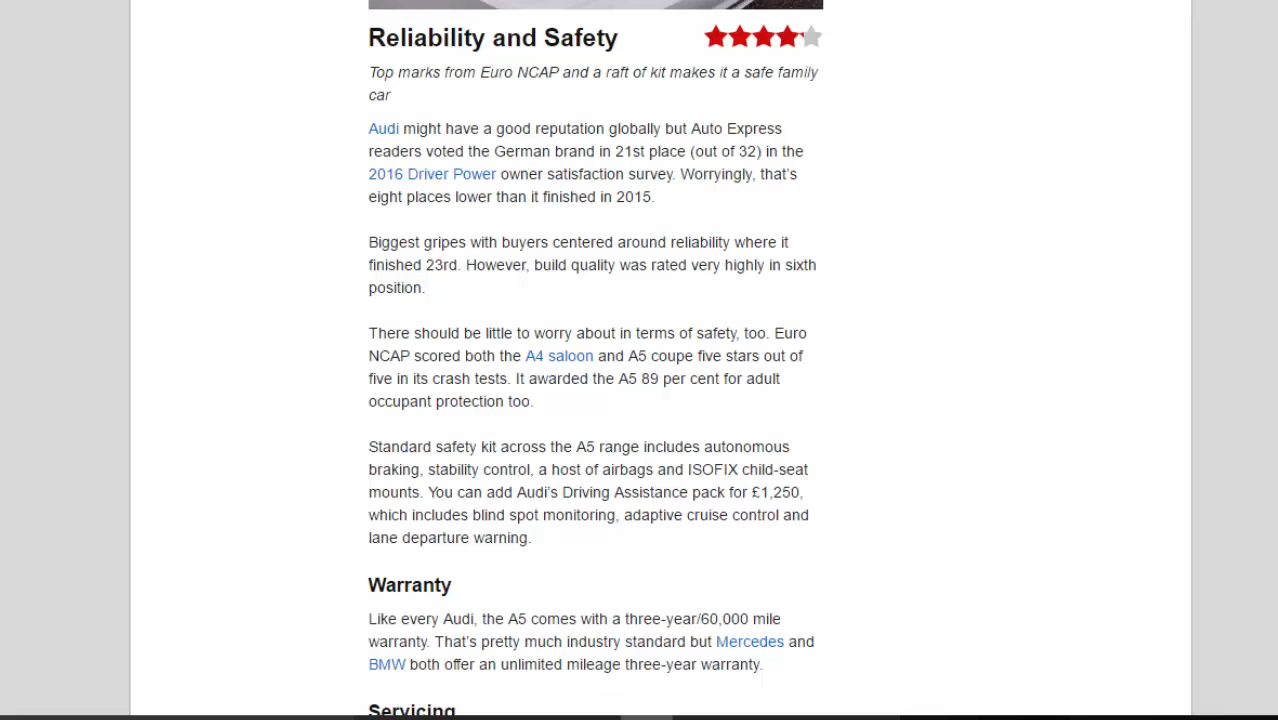 Reliability and Safety
Top marks from Euro NCAP and a raft of kit makes it a safe family
car
Audi might have a good reputation globally but Auto Express
readers voted the German brand in 21st place (out of 32) in the
2016 Driver Power owner satisfaction survey. Worryingly, that's
eight places lower than it finished in 2015.
Biggest gripes with buyers centered around reliability where it
finished 23rd. However, build quality was rated very highly in sixth
position.
There should be little to worry about in terms of safety, too. Euro
NCAP scored both the A4 saloon and A5 coupe five stars out of
five in its crash tests. It awarded the A5 89 per cent for adult
occupant protection too.
Standard safety kit across the A5 range includes autonomous
braking, stability control, a host of airbags and ISOFIX child-seat
mounts. You can add Audi's Driving Assistance pack for £1,250,
which includes blind spot monitoring, adaptive cruise control and
lane departure warning.
Warranty
Like every Audi, the A5 comes with a three-year/60,000 mile
warranty. That's pretty much industry standard but Mercedes and
BMW both offer an unlimited mileage three-year warranty.
Servicing